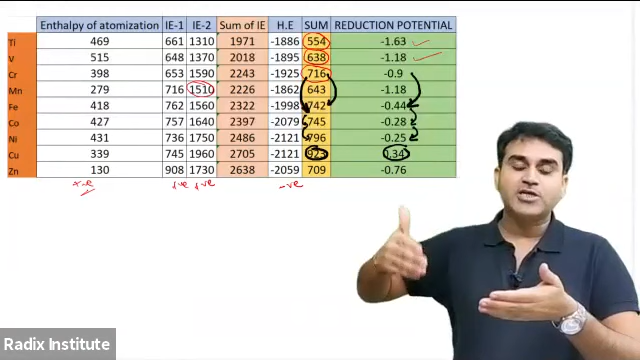 Enthalpy of atomization IE-1 IE-2 Sum of IE H.E SUM REDUCTION POTENTIAL
Ti 469 661 1310 1971 -1886 554 -1.63
V 515 648 1370 2018 -1895 638 -1.18
Cr 398 653 1590 2243 -1925 716 -0.9
Mn 279 716 1510 2226 -1862 643 -1.18
Fe 418 762 1560 2322 -1998 742 -0.44
Co 427 757 1640 2397 -2079 745 -0.28
Ni 431 736 1750 2486 -2121 796 -0.25
Cu 339 745 1960 2705 -2121 923 0.34
Zn 130 908 1730 2638 -2059 709 -0.76
+ve +ve +ve -ve
Radix Institute